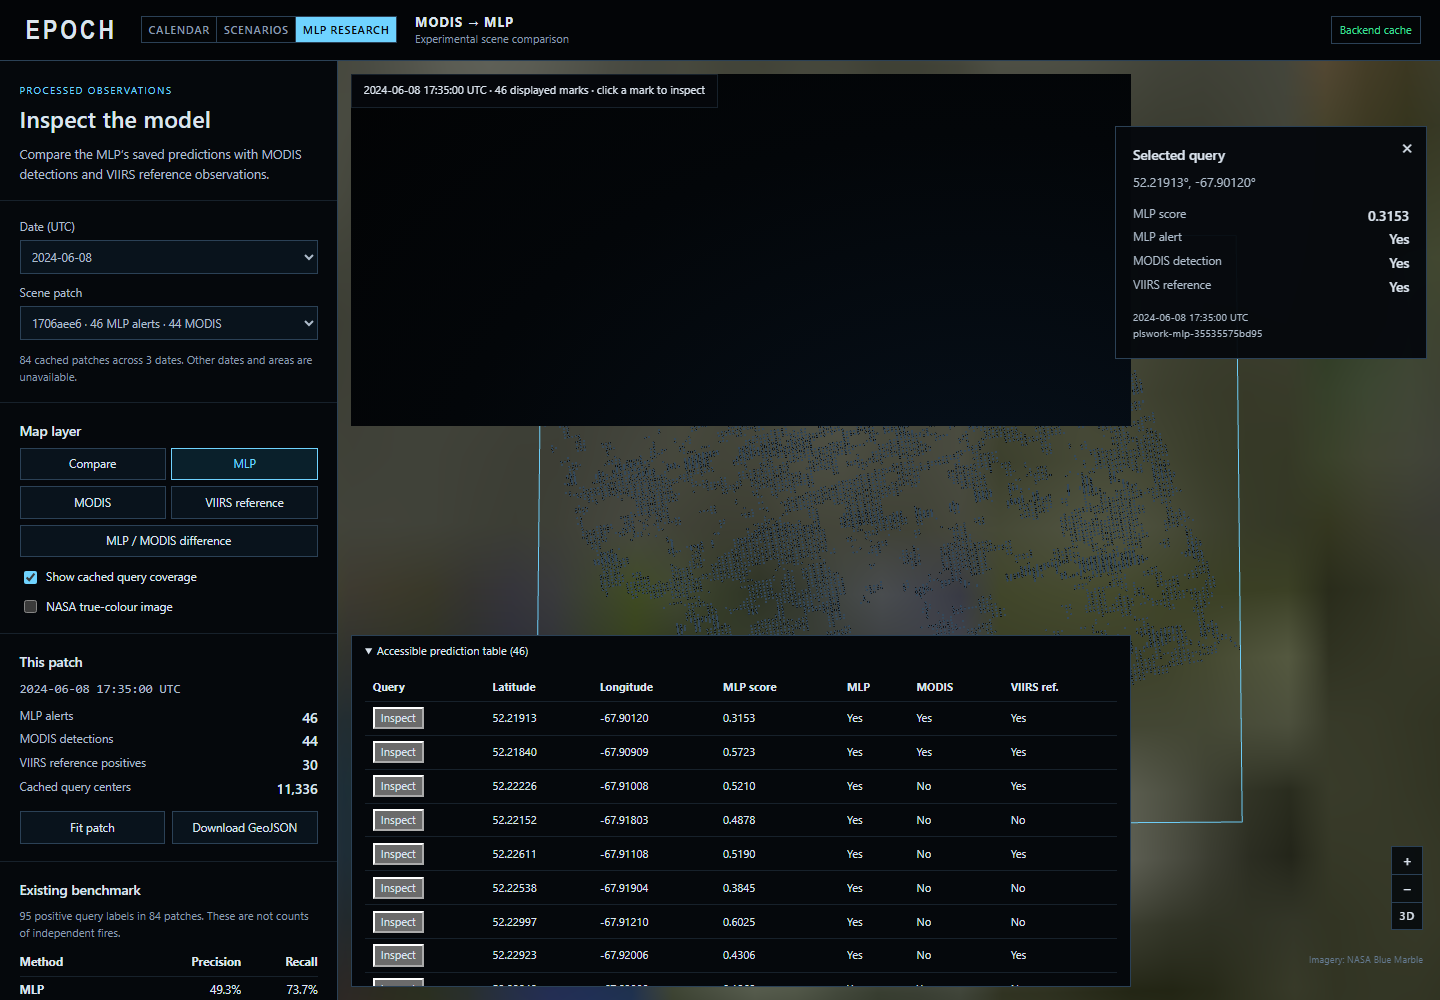 EPOCH
CALENDAR
SCENARIOS
MLP RESEARCH
MODIS → MLP
Experimental scene comparison
Backend cache
PROCESSED OBSERVATIONS
Inspect the model
Compare the MLP's saved predictions with MODIS
detections and VIIRS reference observations.
Date (UTC)
2024-06-08
Scene patch
1706aee6 · 46 MLP alerts · 44 MODIS
84 cached patches across 3 dates. Other dates and areas are
unavailable.
Map layer
Compare
MLP
MODIS
VIIRS reference
MLP / MODIS difference
Show cached query coverage
NASA true-colour image
This patch
2024-06-08 17:35:00 UTC
MLP alerts 46
MODIS detections 44
VIIRS reference positives 30
Cached query centers 11,336
Fit patch
Download GeoJSON
Existing benchmark
95 positive query labels in 84 patches. These are not counts
of independent fires.
Method Precision Recall
MLP 49.3% 73.7%
2024-06-08 17:35:00 UTC · 46 displayed marks · click a mark to inspect
Selected query
×
52.21913°, -67.90120°
MLP score 0.3153
MLP alert Yes
MODIS detection Yes
VIIRS reference Yes
2024-06-08 17:35:00 UTC
plswork-mlp-35535575bd95
▼ Accessible prediction table (46)
Query Latitude Longitude MLP score MLP MODIS VIIRS ref.
Inspect 52.21913 -67.90120 0.3153 Yes Yes Yes
Inspect 52.21840 -67.90909 0.5723 Yes Yes Yes
Inspect 52.22226 -67.91008 0.5210 Yes No Yes
Inspect 52.22152 -67.91803 0.4878 Yes No No
Inspect 52.22611 -67.91108 0.5190 Yes No Yes
Inspect 52.22538 -67.91904 0.3845 Yes No No
Inspect 52.22997 -67.91210 0.6025 Yes No No
Inspect 52.22923 -67.92006 0.4306 Yes No Yes
+
−
3D
Imagery: NASA Blue Marble